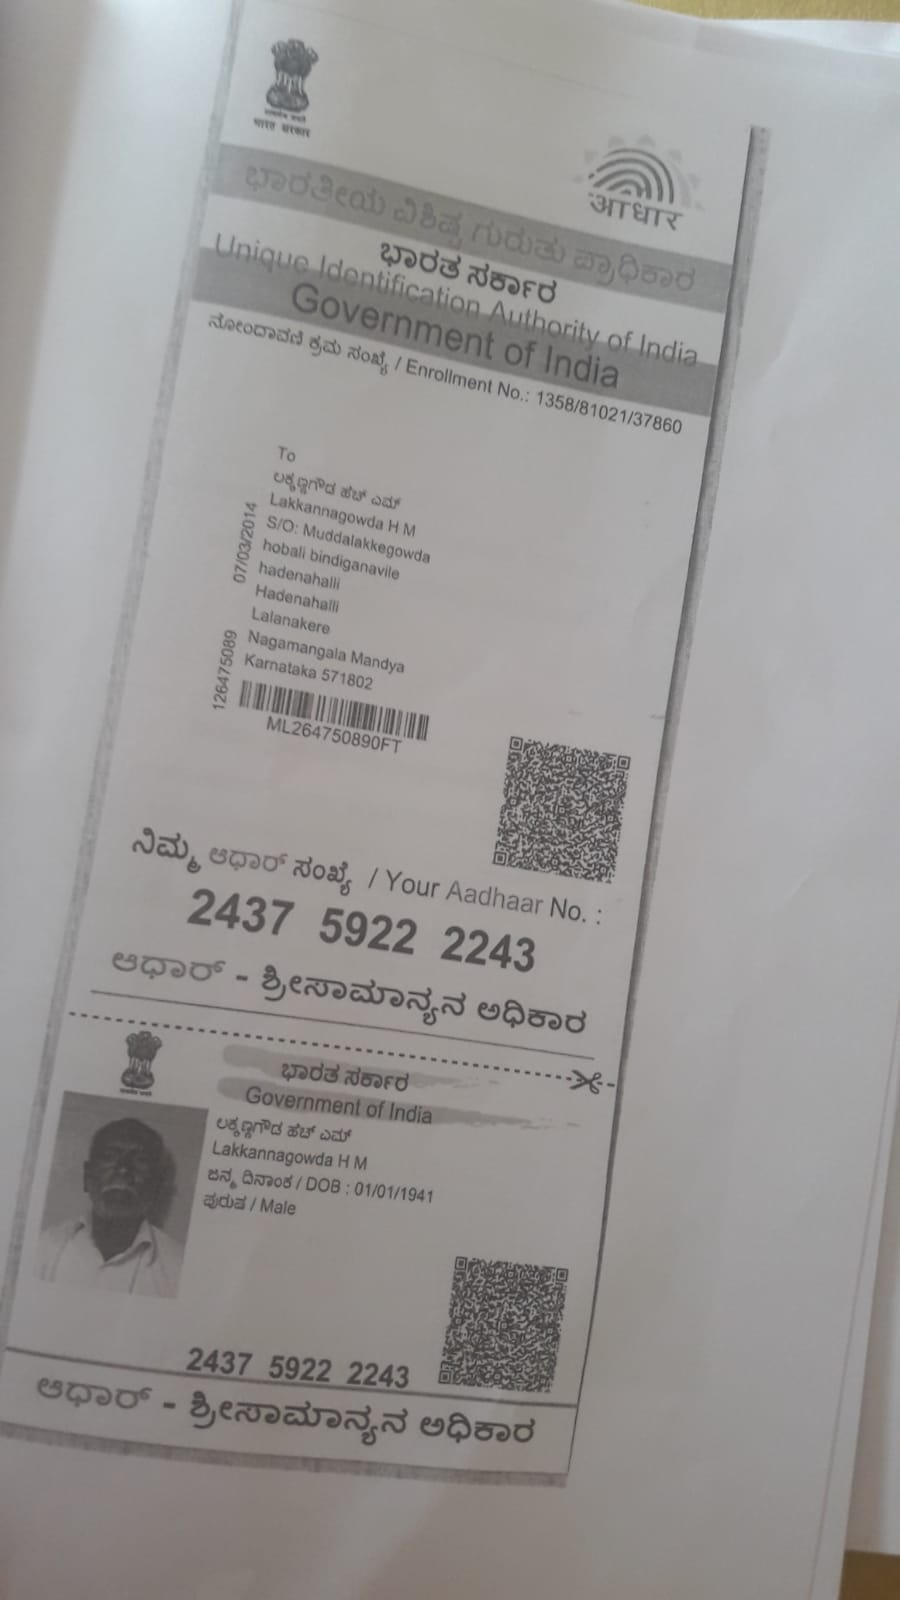 भारत सरकार
आधार
ಭಾರತೀಯ ವಿಶಿಷ್ಟ ಗುರುತು ಪ್ರಾಧಿಕಾರ
ಭಾರತ ಸರ್ಕಾರ
Unique Identification Authority of India
Government of India
ನೋಂದಾವಣಿ ಕ್ರಮ ಸಂಖ್ಯೆ / Enrollment No.: 1358/81021/37860
To
ಲಕ್ಕಣ್ಣಗೌಡ ಹೆಚ್ ಎಮ್
Lakkannagowda H M
S/O: Muddalakkegowda
hobali bindiganavile
hadenahalli
Hadenahalli
Lalanakere
Nagamangala Mandya
Karnataka 571802
07/03/2014
126475089
ML264750890FT
ನಿಮ್ಮ ಆಧಾರ್ ಸಂಖ್ಯೆ / Your Aadhaar No. :
2437 5922 2243
ಆಧಾರ್ - ಶ್ರೀಸಾಮಾನ್ಯನ ಅಧಿಕಾರ
ಭಾರತ ಸರ್ಕಾರ
Government of India
ಲಕ್ಕಣ್ಣಗೌಡ ಹೆಚ್ ಎಮ್
Lakkannagowda H M
ಜನ್ಮ ದಿನಾಂಕ / DOB : 01/01/1941
ಪುರುಷ / Male
2437 5922 2243
ಆಧಾರ್ - ಶ್ರೀಸಾಮಾನ್ಯನ ಅಧಿಕಾರ